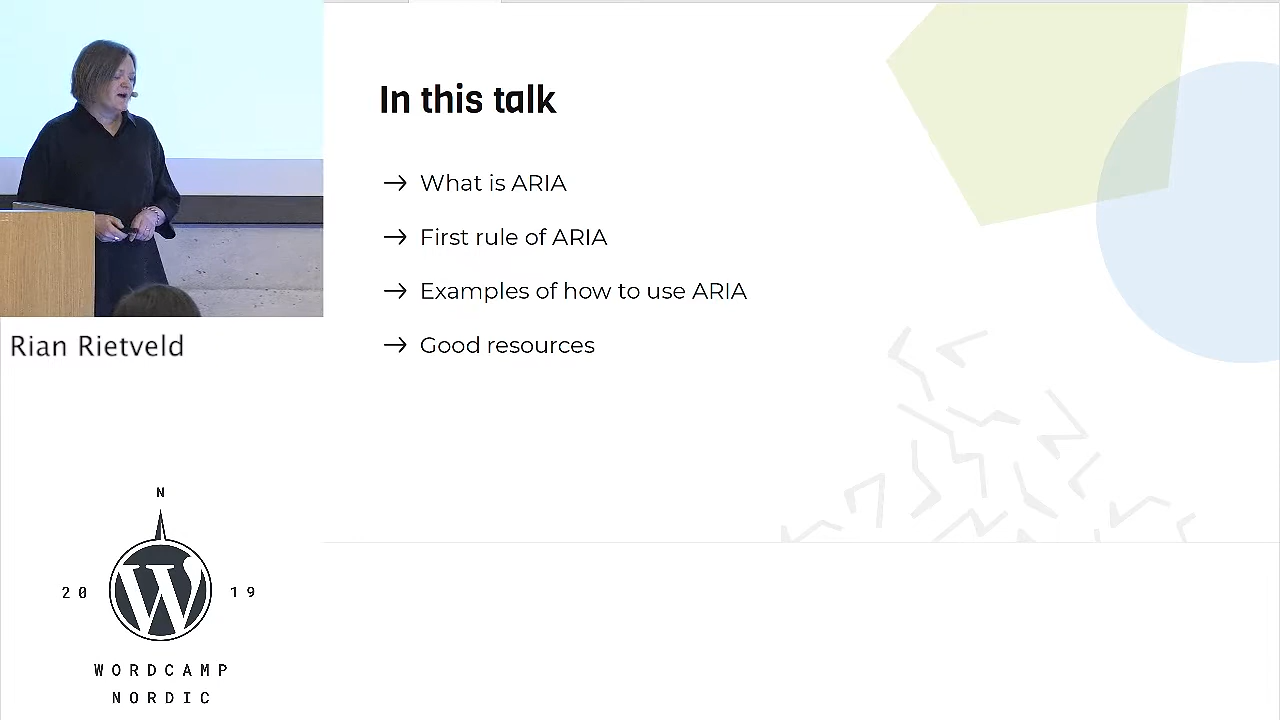 In this talk
→ What is ARIA
→ First rule of ARIA
→ Examples of how to use ARIA
→ Good resources
Rian Rietveld
N
20 19
WORDCAMP
NORDIC